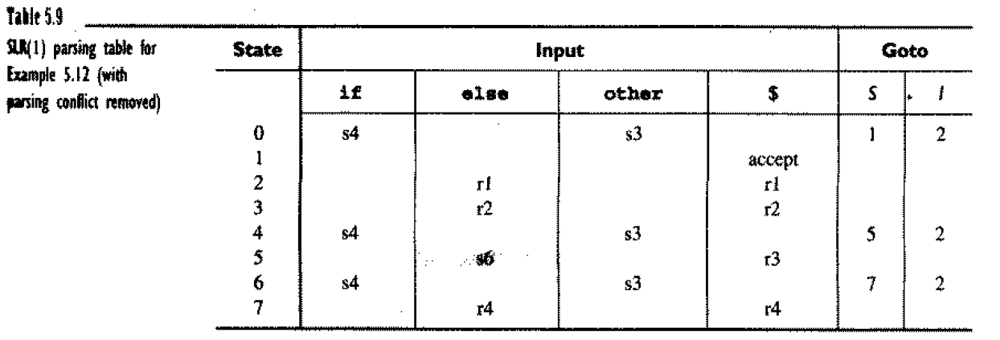 Table 5.9
SLR(1) parsing table for
Example 5.12 (with
parsing conflict removed)
State Input Goto
if else other $ S I
0 s4 s3 1 2
1 accept
2 r1 r1
3 r2 r2
4 s4 s3 5 2
5 s6 r3
6 s4 s3 7 2
7 r4 r4